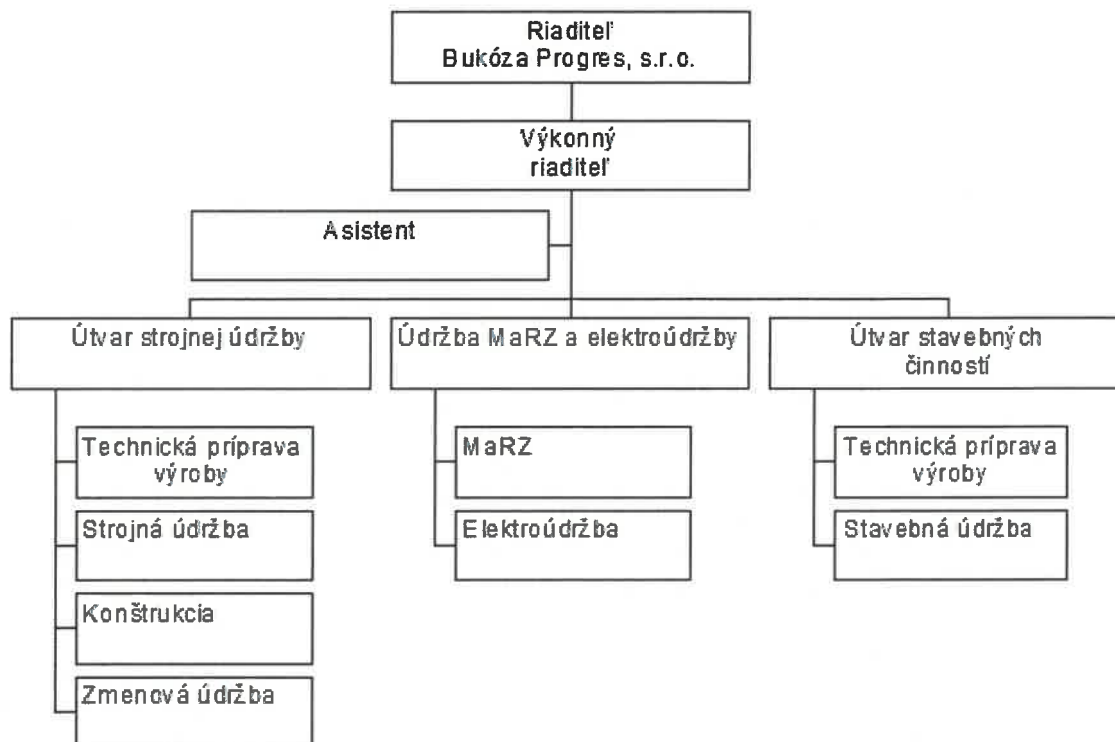 Riaditeľ
Bukóza Progres, s.r.o.
Výkonný
riaditeľ
Asistent
Útvar strojnej údržby
Údržba MaRZ a elektroúdržby
Útvar stavebných
činností
Technická príprava
výroby
Strojná údržba
Konštrukcia
Zmenová údržba
MaRZ
Elektroúdržba
Technická príprava
výroby
Stavebná údržba